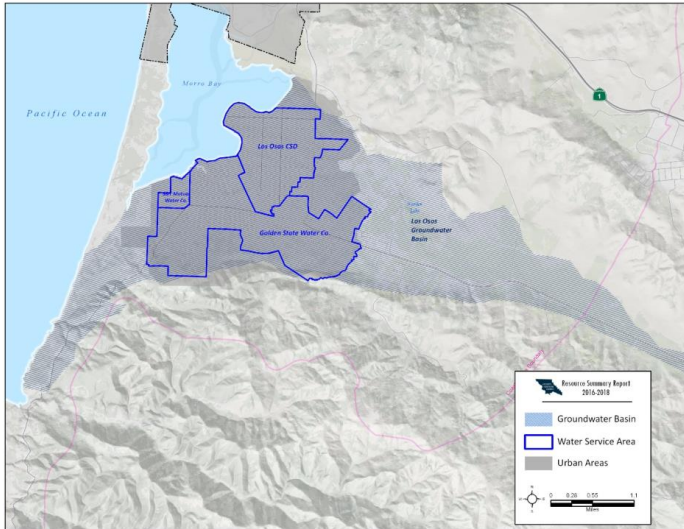 Morro Bay
Pacific Ocean
1
Los Osos CSD
S&T Mutual
Water Co.
Golden State Water Co.
Los Osos
Groundwater
Basin
Resource Summary Report
2016-2018
Groundwater Basin
Water Service Area
Urban Areas
0 0.28 0.55 1.1
Miles